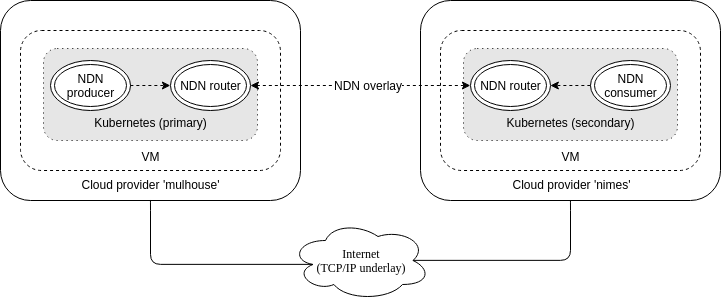 NDN
producer
NDN router
Kubernetes (primary)
VM
Cloud provider 'mulhouse'
NDN overlay
NDN router
NDN
consumer
Kubernetes (secondary)
VM
Cloud provider 'nimes'
Internet
(TCP/IP underlay)